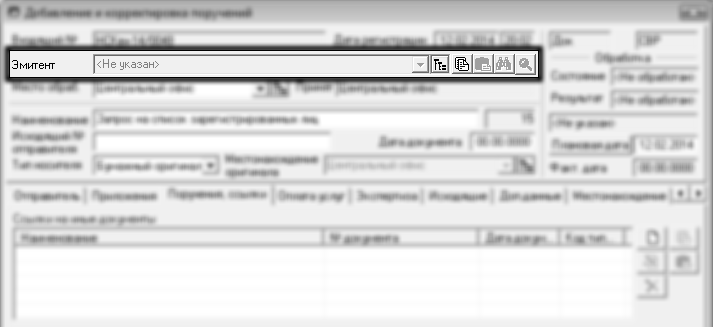 Добавление и корректировка поручений
Входящий № Дата регистрации 12.02.2014 20:02 Док СВР
Эмитент <Не указан>
Обработка
Состояние <Не обработан>
Место обраб. Центральный офис Принял Центральный офис
Результат <Не обработан>
Наименование Запрос на список зарегистрированных лиц 15
<Не указан>
Исходящий № отправителя Дата документа 00.00.0000
Плановая дата 12.02.2014
Тип носителя Бумажный оригинал Местонахождение оригинала Центральный офис
Факт. дата 00.00.0000
Отправитель Приложения Поручения, ссылки Оплата услуг Экспертиза Исходящие Доп.данные Местонахождение
Ссылки на иные документы
Наименование № документа Дата докум... Код тип...